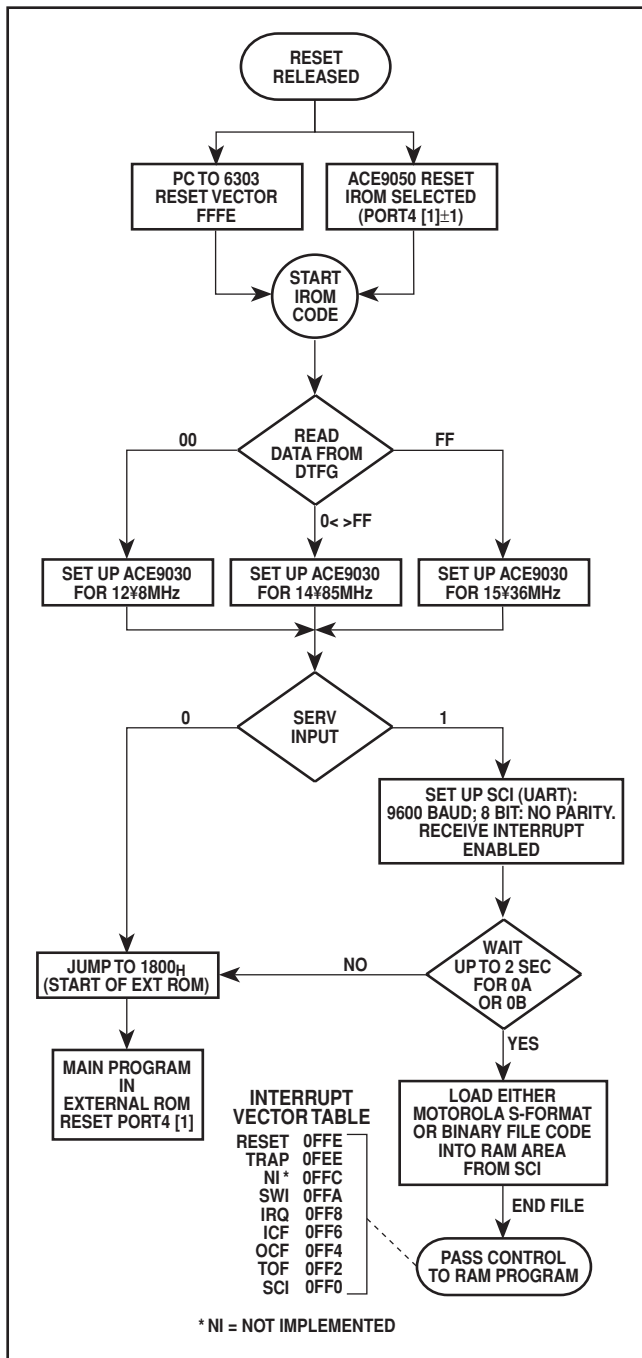 RESET
RELEASED
PC TO 6303
RESET VECTOR
FFFE
ACE9050 RESET
IROM SELECTED
(PORT4 [1]±1)
START
IROM
CODE
00
READ
DATA FROM
DTFG
FF
0< >FF
SET UP ACE9030
FOR 12¥8MHz
SET UP ACE9030
FOR 14¥85MHz
SET UP ACE9030
FOR 15¥36MHz
0
SERV
INPUT
1
SET UP SCI (UART):
9600 BAUD; 8 BIT: NO PARITY.
RECEIVE INTERRUPT
ENABLED
JUMP TO 1800H
(START OF EXT ROM)
NO
WAIT
UP TO 2 SEC
FOR 0A
OR 0B
YES
MAIN PROGRAM
IN
EXTERNAL ROM
RESET PORT4 [1]
LOAD EITHER
MOTOROLA S-FORMAT
OR BINARY FILE CODE
INTO RAM AREA
FROM SCI
END FILE
PASS CONTROL
TO RAM PROGRAM
INTERRUPT
VECTOR TABLE
RESET 0FFE
TRAP 0FEE
NI* 0FFC
SWI 0FFA
IRQ 0FF8
ICF 0FF6
OCF 0FF4
TOF 0FF2
SCI 0FF0
* NI = NOT IMPLEMENTED